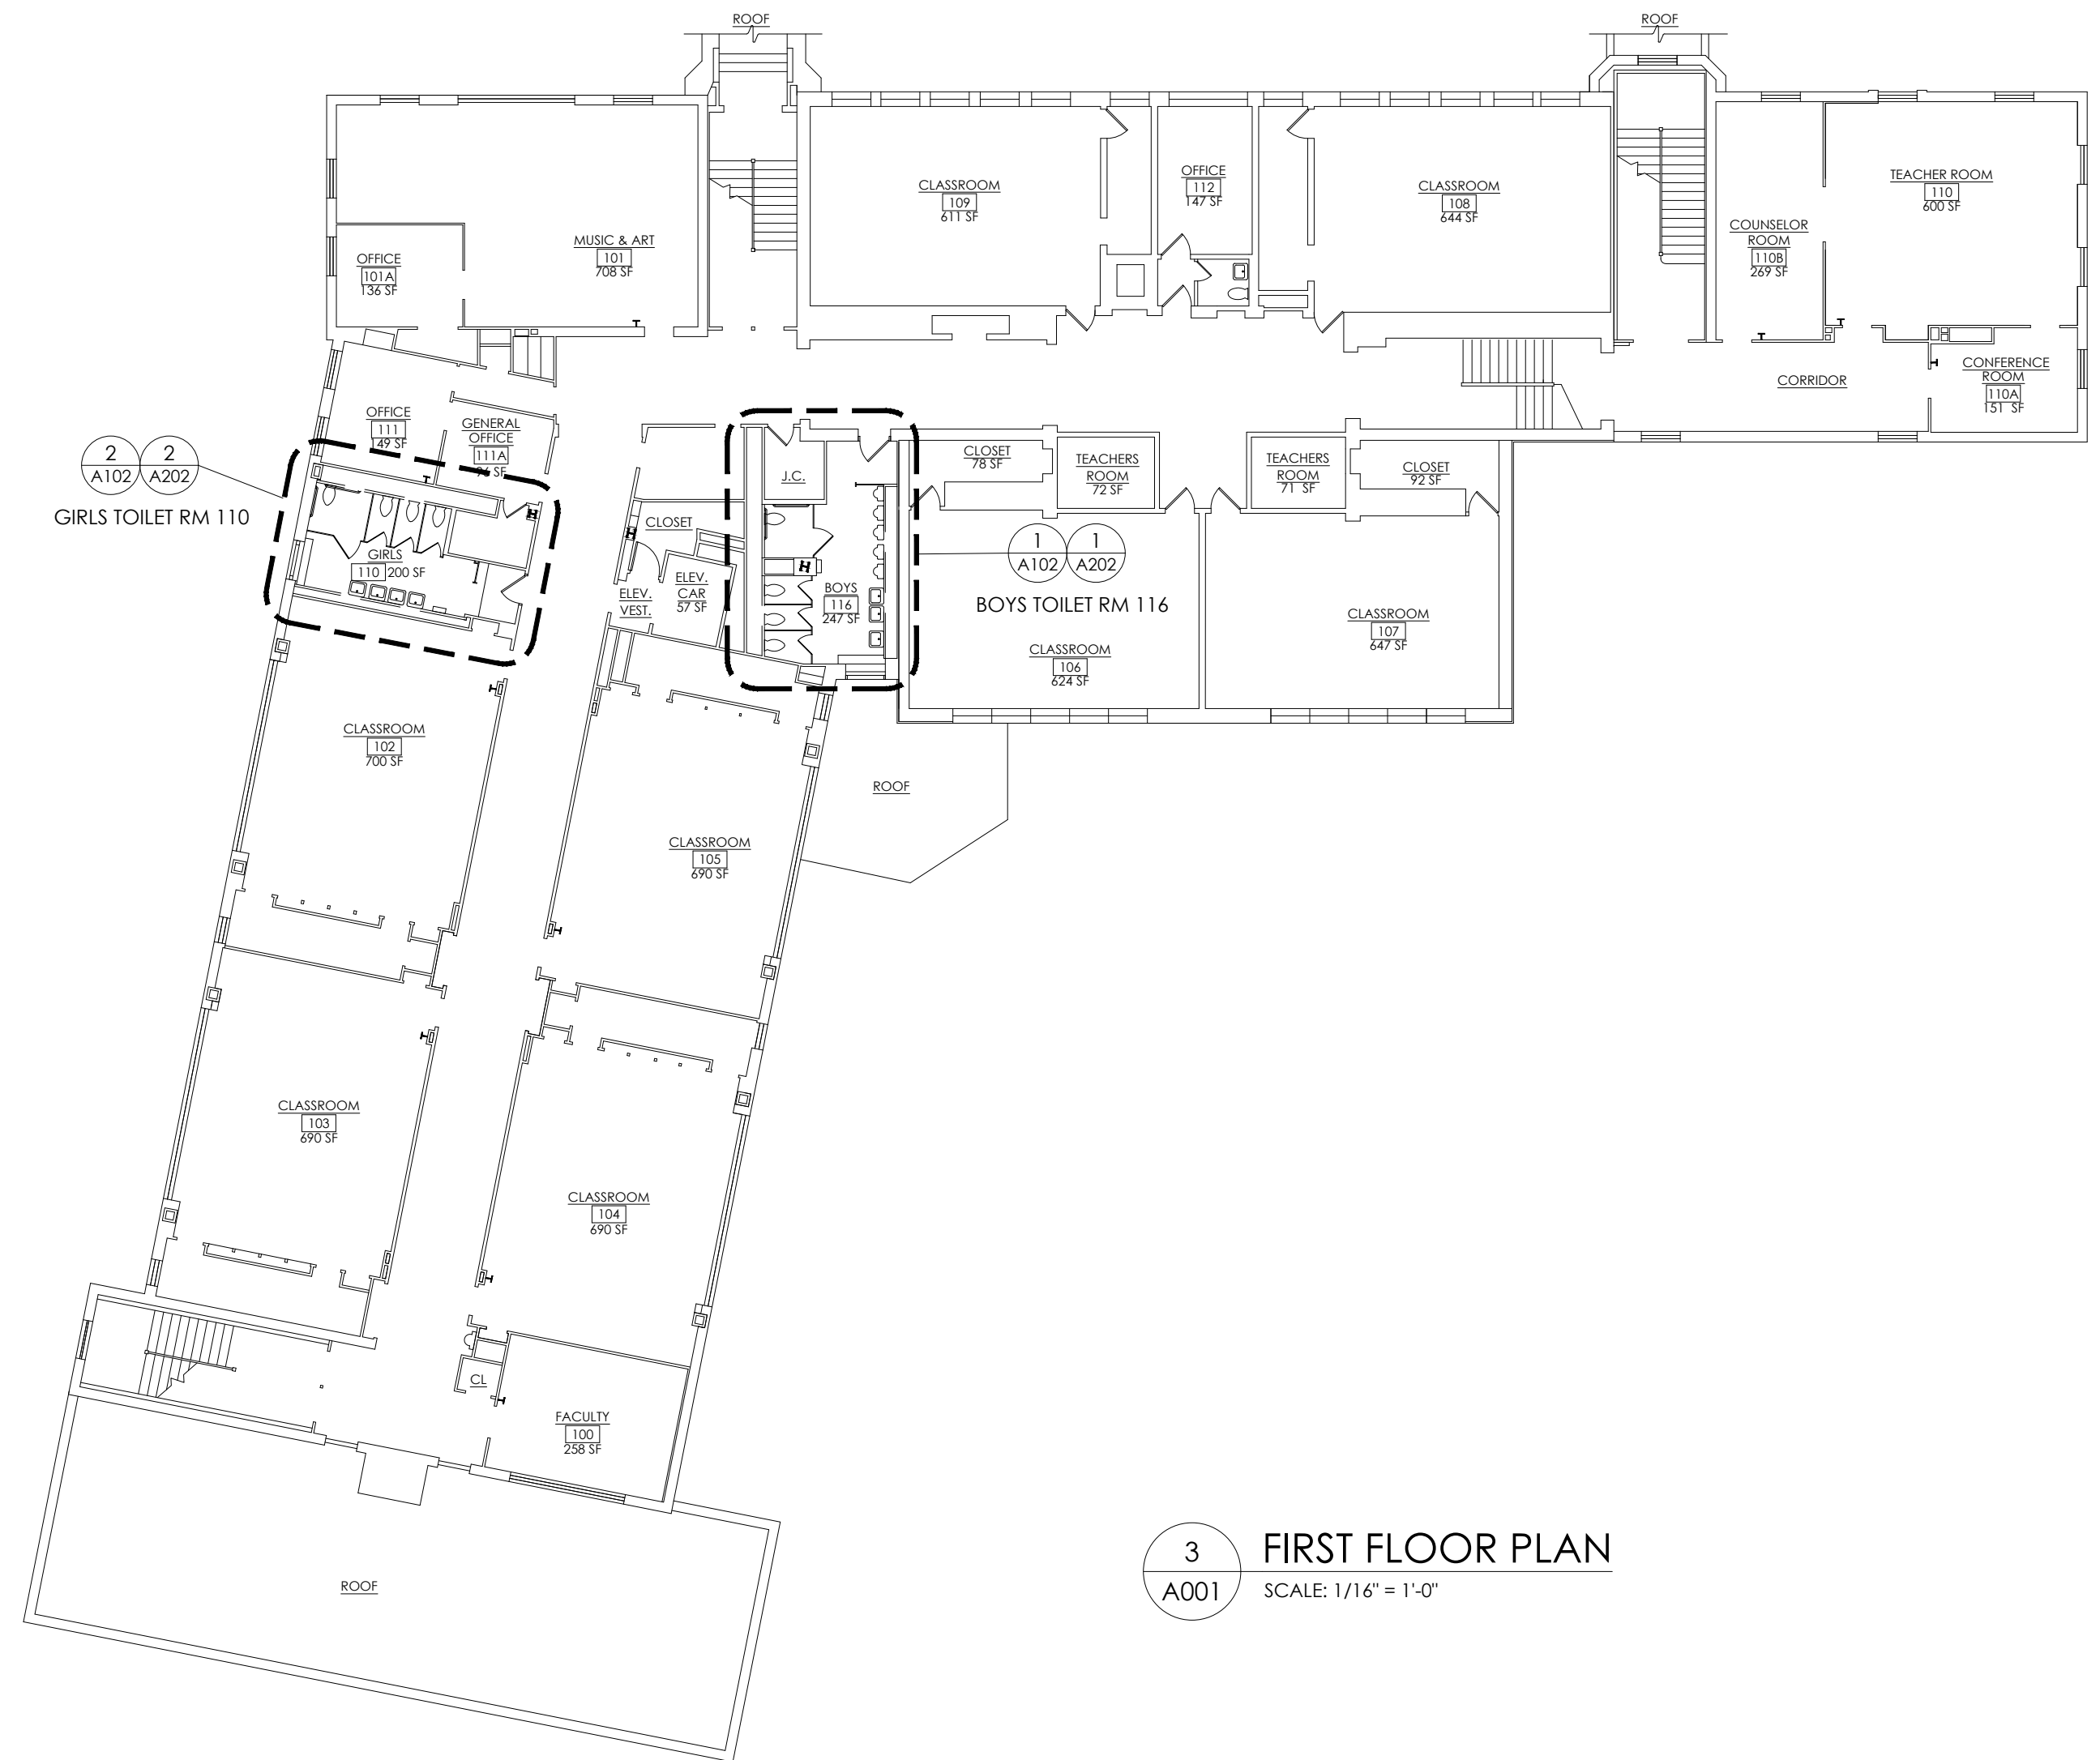 ROOF
ROOF
CLASSROOM
109
611 SF
OFFICE
112
147 SF
CLASSROOM
108
644 SF
TEACHER ROOM
110
600 SF
COUNSELOR
ROOM
110B
269 SF
MUSIC & ART
101
708 SF
OFFICE
101A
136 SF
CONFERENCE
ROOM
110A
151 SF
CORRIDOR
OFFICE
111
49 SF
GENERAL
OFFICE
111A
SF
2
A102
2
A202
GIRLS TOILET RM 110
GIRLS
110
200 SF
J.C.
CLOSET
78 SF
TEACHERS
ROOM
72 SF
TEACHERS
ROOM
71 SF
CLOSET
92 SF
CLOSET
ELEV.
CAR
57 SF
ELEV.
VEST.
BOYS
116
247 SF
1
A102
1
A202
BOYS TOILET RM 116
CLASSROOM
106
624 SF
CLASSROOM
107
647 SF
CLASSROOM
102
700 SF
ROOF
CLASSROOM
105
690 SF
CLASSROOM
103
690 SF
CLASSROOM
104
690 SF
CL
FACULTY
100
258 SF
ROOF
3
A001
FIRST FLOOR PLAN
SCALE: 1/16" = 1'-0"